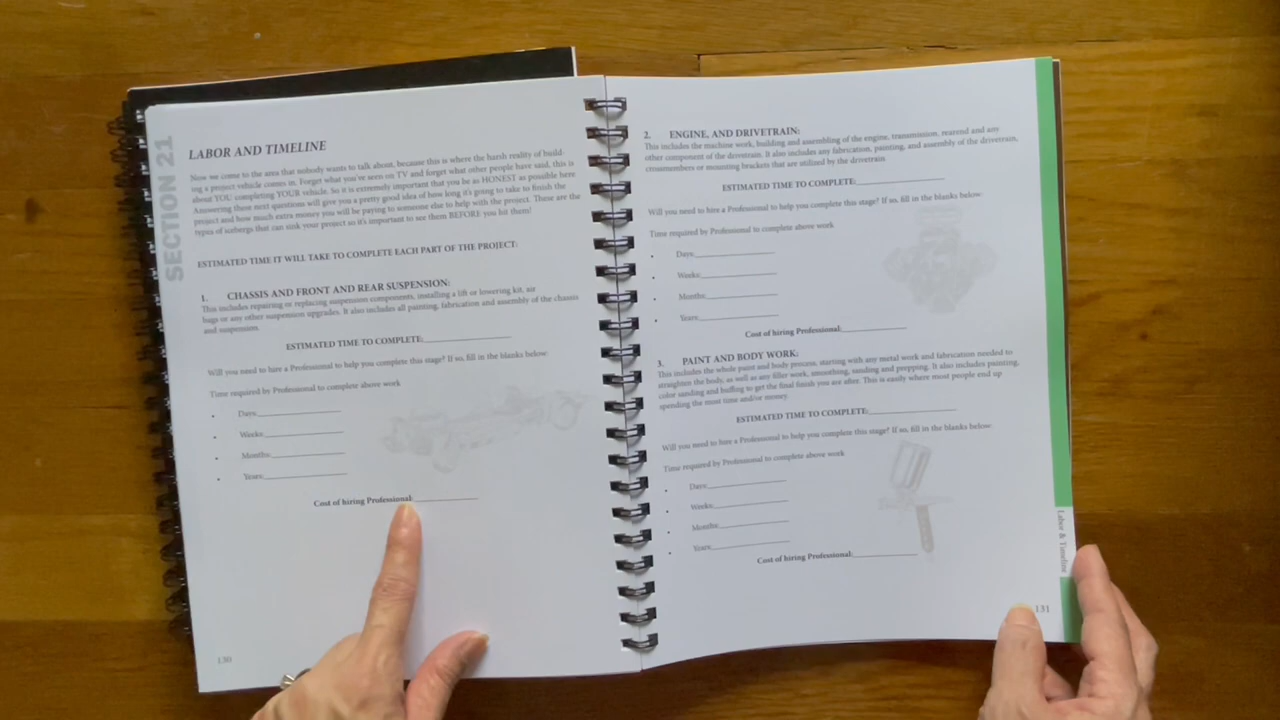 SECTION 21
LABOR AND TIMELINE
Now we come to the area that nobody wants to talk about, because this is where the harsh reality of build-
ing a project vehicle comes in. Forget what you've seen on TV and forget what other people have said, this is
about YOU completing YOUR vehicle. So it is extremely important that you be as HONEST as possible here.
Answering these next questions will give you a pretty good idea of how long it's going to take to finish the
project and how much extra money you will be paying to someone else to help with the project. These are the
types of icebergs that can sink your project so it's important to see them BEFORE you hit them!
ESTIMATED TIME IT WILL TAKE TO COMPLETE EACH PART OF THE PROJECT:
1. CHASSIS AND FRONT AND REAR SUSPENSION:
This includes repairing or replacing suspension components, installing a lift or lowering kit, air
bags or any other suspension upgrades. It also includes all painting, fabrication and assembly of the chassis
and suspension.
ESTIMATED TIME TO COMPLETE:
Will you need to hire a Professional to help you complete this stage? If so, fill in the blanks below:
Time required by Professional to complete above work
• Days:
• Weeks:
• Months:
• Years:
Cost of hiring Professional:
130
2. ENGINE, AND DRIVETRAIN:
This includes the machine work, building and assembling of the engine, transmission, rearend and any
other component of the drivetrain. It also includes any fabrication, painting, and assembly of the drivetrain,
crossmembers or mounting brackets that are utilized by the drivetrain.
ESTIMATED TIME TO COMPLETE:
Will you need to hire a Professional to help you complete this stage? If so, fill in the blanks below:
Time required by Professional to complete above work
• Days:
• Weeks:
• Months:
• Years:
Cost of hiring Professional:
3. PAINT AND BODY WORK:
This includes the whole paint and body process, starting with any metal work and fabrication needed to
straighten the body, as well as any filler work, smoothing, sanding and prepping. It also includes painting,
color sanding and buffing to get the final finish you are after. This is easily where most people end up
spending the most time and/or money.
ESTIMATED TIME TO COMPLETE:
Will you need to hire a Professional to help you complete this stage? If so, fill in the blanks below:
Time required by Professional to complete above work
• Days:
• Weeks:
• Months:
• Years:
Cost of hiring Professional:
Labor & Timeline
131